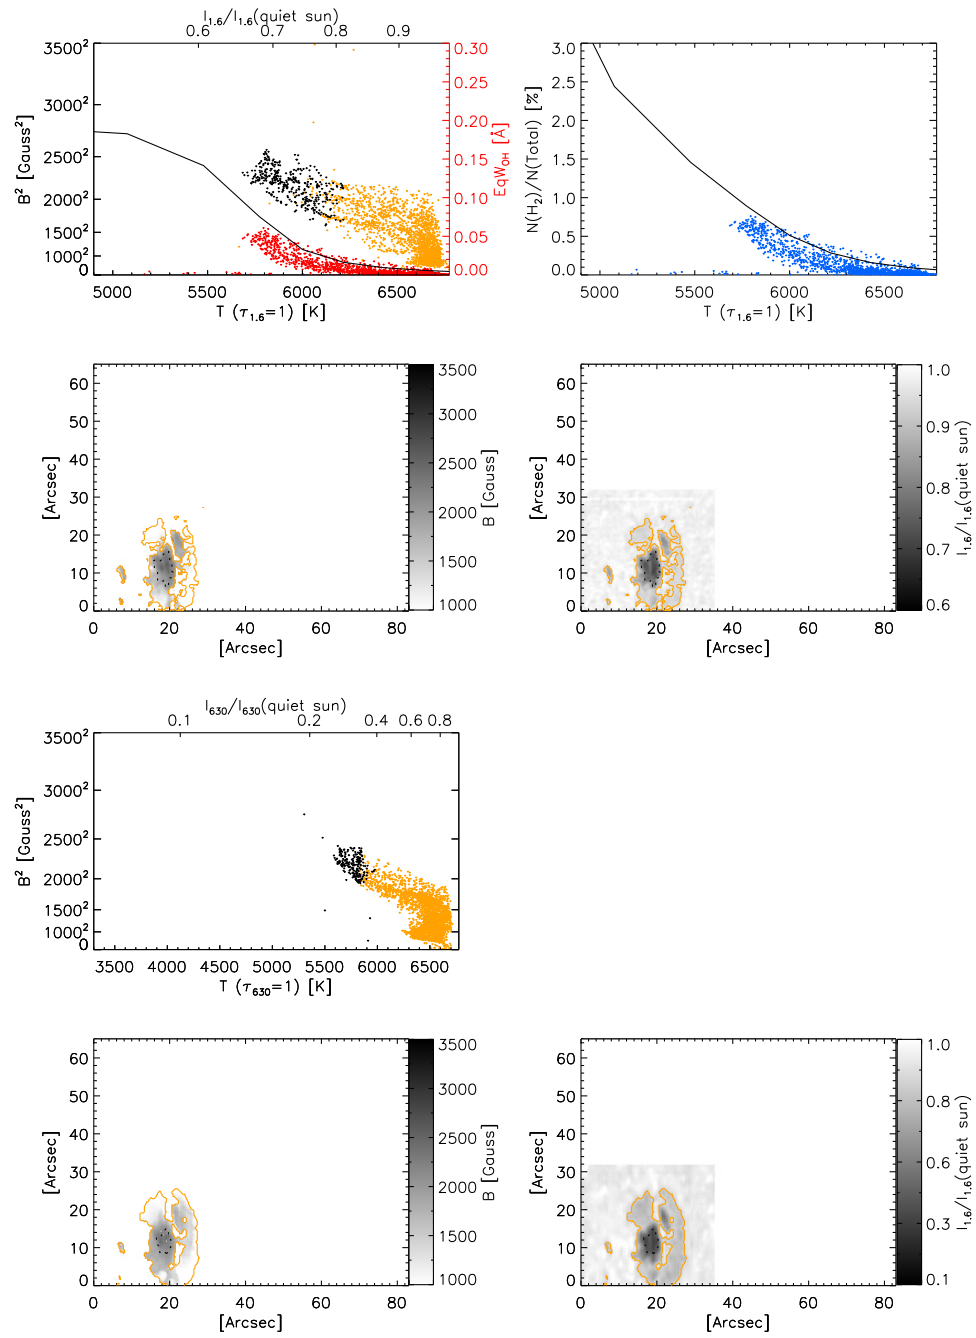 I1.6/I1.6(quiet sun)
0.6 0.7 0.8 0.9
3500² 3000² 2500² 2000² 1500² 1000² 0
B² [Gauss²]
0.30 0.25 0.20 0.15 0.10 0.05 0.00
EqWOH [Å]
5000 5500 6000 6500
T (τ1.6=1) [K]
3.0 2.5 2.0 1.5 1.0 0.5 0.0
N(H2)/N(Total) [%]
5000 5500 6000 6500
T (τ1.6=1) [K]
60 50 40 30 20 10 0
[Arcsec]
0 20 40 60 80
[Arcsec]
3500 3000 2500 2000 1500 1000
B [Gauss]
60 50 40 30 20 10 0
[Arcsec]
0 20 40 60 80
[Arcsec]
1.0 0.9 0.8 0.7 0.6
I1.6/I1.6(quiet sun)
I630/I630(quiet sun)
0.1 0.2 0.4 0.6 0.8
3500² 3000² 2500² 2000² 1500² 1000² 0
B² [Gauss²]
3500 4000 4500 5000 5500 6000 6500
T (τ630=1) [K]
60 50 40 30 20 10 0
[Arcsec]
0 20 40 60 80
[Arcsec]
3500 3000 2500 2000 1500 1000
B [Gauss]
60 50 40 30 20 10 0
[Arcsec]
0 20 40 60 80
[Arcsec]
1.0 0.8 0.6 0.3 0.1
I1.6/I1.6(quiet sun)